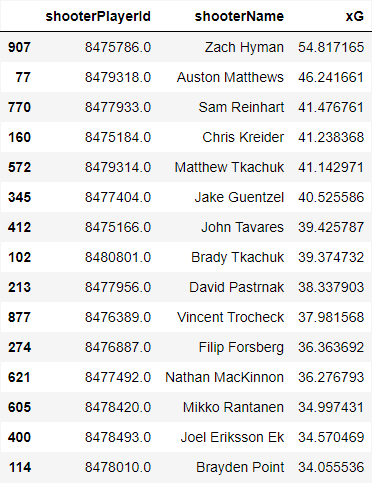 shooterPlayerId shooterName xG
907 8475786.0 Zach Hyman 54.817165
77 8479318.0 Auston Matthews 46.241661
770 8477933.0 Sam Reinhart 41.476761
160 8475184.0 Chris Kreider 41.238368
572 8479314.0 Matthew Tkachuk 41.142971
345 8477404.0 Jake Guentzel 40.525586
412 8475166.0 John Tavares 39.425787
102 8480801.0 Brady Tkachuk 39.374732
213 8477956.0 David Pastrnak 38.337903
877 8476389.0 Vincent Trocheck 37.981568
274 8476887.0 Filip Forsberg 36.363692
621 8477492.0 Nathan MacKinnon 36.276793
605 8478420.0 Mikko Rantanen 34.997431
400 8478493.0 Joel Eriksson Ek 34.570469
114 8478010.0 Brayden Point 34.055536